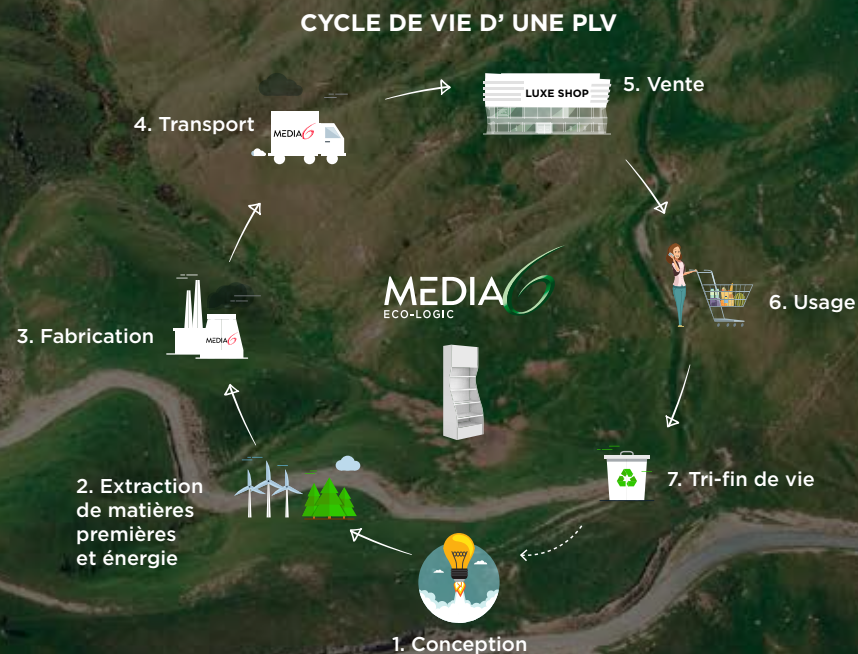 CYCLE DE VIE D' UNE PLV
4. Transport
MEDIA6
LUXE SHOP
5. Vente
3. Fabrication
MEDIA6
MEDIA6
ECO-LOGIC
6. Usage
2. Extraction
de matières
premières
et énergie
7. Tri-fin de vie
1. Conception